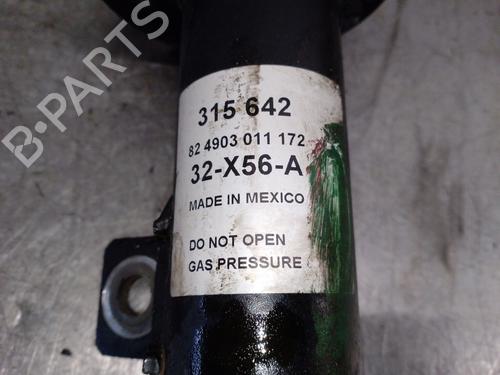 B-PARTS
315 642
82 4903 011 172
32-X56-A
MADE IN MEXICO
DO NOT OPEN
GAS PRESSURE